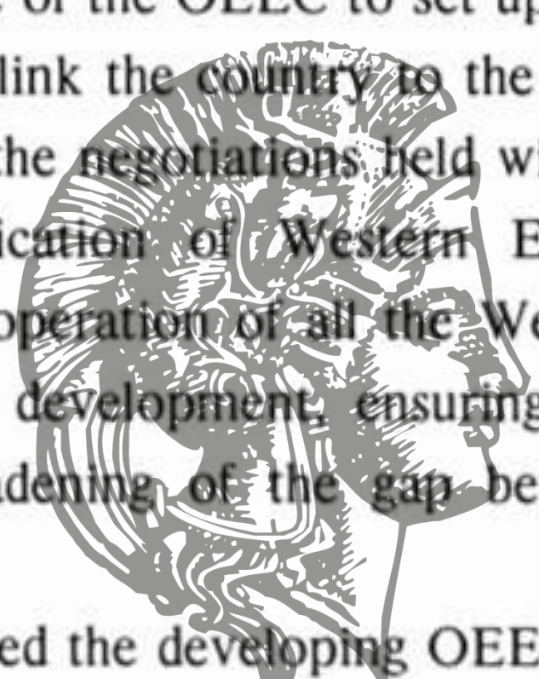 of the OEEC to set up
link the country to the
the negotiations held wi
ication of Western E
operation of all the We
development, ensuring
adening of the gap be
ed the developing OEE